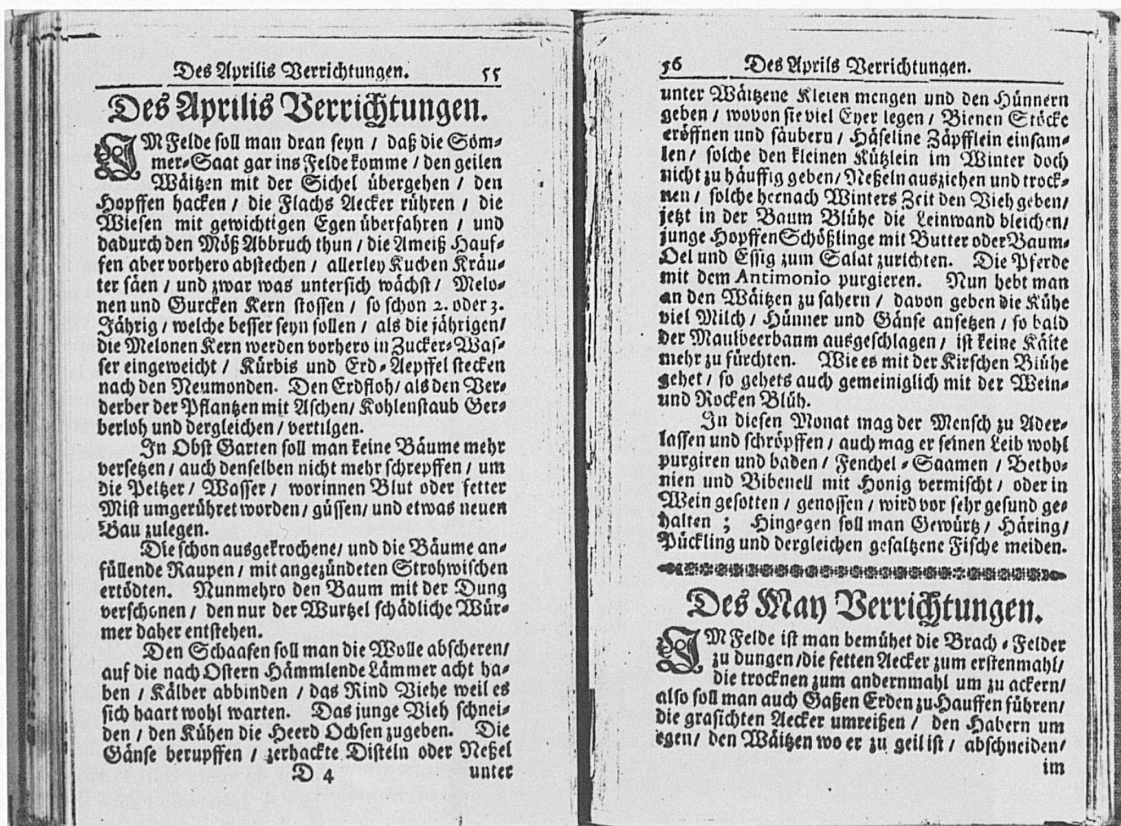 Des Aprilis Verrichtungen. 55
Des Aprilis Verrichtungen.
IM Felde soll man dran seyn / daß die Som-
mer-Saat gar ins Felde komme / den geilen
Wäitzen mit der Sichel übergehen / den
Hopffen hacken / die Flachs Aecker rühren / die
Wiesen mit gewichtigen Egen überfahren / und
dadurch den Möß Abbruch thun / die Ameiß Hauf-
fen aber vorhero abstechen / allerley Kuchen Kräu-
ter säen / und zwar was untersich wächst / Melo-
nen und Gurcken Kern stossen / so schon 2. oder 3.
Jährig / welche besser seyn sollen / als die jährigen /
die Melonen Kern werden vorhero in Zucker-Was-
ser eingeweicht / Kürbis und Erd-Aepffel stecken
nach den Neumonden. Den Erdfloh / als den Ver-
derber der Pflantzen mit Aschen / Kohlenstaub Ger-
berloh und dergleichen / vertilgen.
In Obst Garten soll man keine Bäume mehr
versetzen / auch denselben nicht mehr schrepffen / um
die Peltzer / Wasser / worinnen Blut oder fetter
Mist umgerühret worden / güssen / und etwas neuen
Bau zulegen.
Die schon ausgekrochene / und die Bäume an-
füllende Raupen / mit angezündeten Strohwischen
ertödten. Nunmehro den Baum mit der Dung
verschonen / den nur der Wurtzel schädliche Wür-
mer daher entstehen.
Den Schaafen soll man die Wolle abscheren /
auf die nach Ostern Hämmlende Lämmer acht ha-
ben / Kälber abbinden / das Rind Viehe weil es
sich haart wohl warten. Das junge Vieh schnei-
den / den Kühen die Heerd Ochsen zugeben. Die
Gänse berupffen / zerhackte Disteln oder Neßel
D 4 unter
56 Des Aprils Verrichtungen.
unter Wäitzene Kleien mengen und den Hünnern
geben / wovon sie viel Eyer legen / Bienen Stöcke
eröffnen und säubern / Häseline Zäpfflein einsam-
len / solche den kleinen Kützlein im Winter doch
nicht zu häuffig geben / Neßeln ausziehen und trock-
nen / solche hernach Winters Zeit den Vieh geben /
jetzt in der Baum Blühe die Leinwand bleichen /
junge Hopffen Schößlinge mit Butter oder Baum-
Oel und Essig zum Salat zurichten. Die Pferde
mit dem Antimonio purgieren. Nun hebt man
an den Wäitzen zu sahern / davon geben die Kühe
viel Milch / Hünner und Gänse ansetzen / so bald
der Maulbeerbanm ausgeschlagen / ist keine Kälte
mehr zu fürchten. Wie es mit der Kirschen Blühe
gehet / so gehets auch gemeiniglich mit der Wein-
und Rocken Blüh.
In diesen Monat mag der Mensch zu Ader-
lassen und schröpffen / auch mag er seinen Leib wohl
purgiren und baden / Fenchel-Saamen / Betho-
nien und Bibenell mit Honig vermischt / oder in
Wein gesotten / genossen / wird vor sehr gesund ge-
halten ; Hingegen soll man Gewürtz / Häring /
Pückling und dergleichen gesaltzene Fische meiden.
Des May Verrichtungen.
IM Felde ist man bemühet die Brach-Felder
zu dungen / die fetten Aecker zum erstenmahl /
die trocknen zum andernmahl um zu ackern /
also soll man auch Gaßen Erden zu Hauffen führen /
die grasichten Aecker umreißen / den Habern um
egen / den Wäitzen wo er zu geil ist / abschneiden /
im